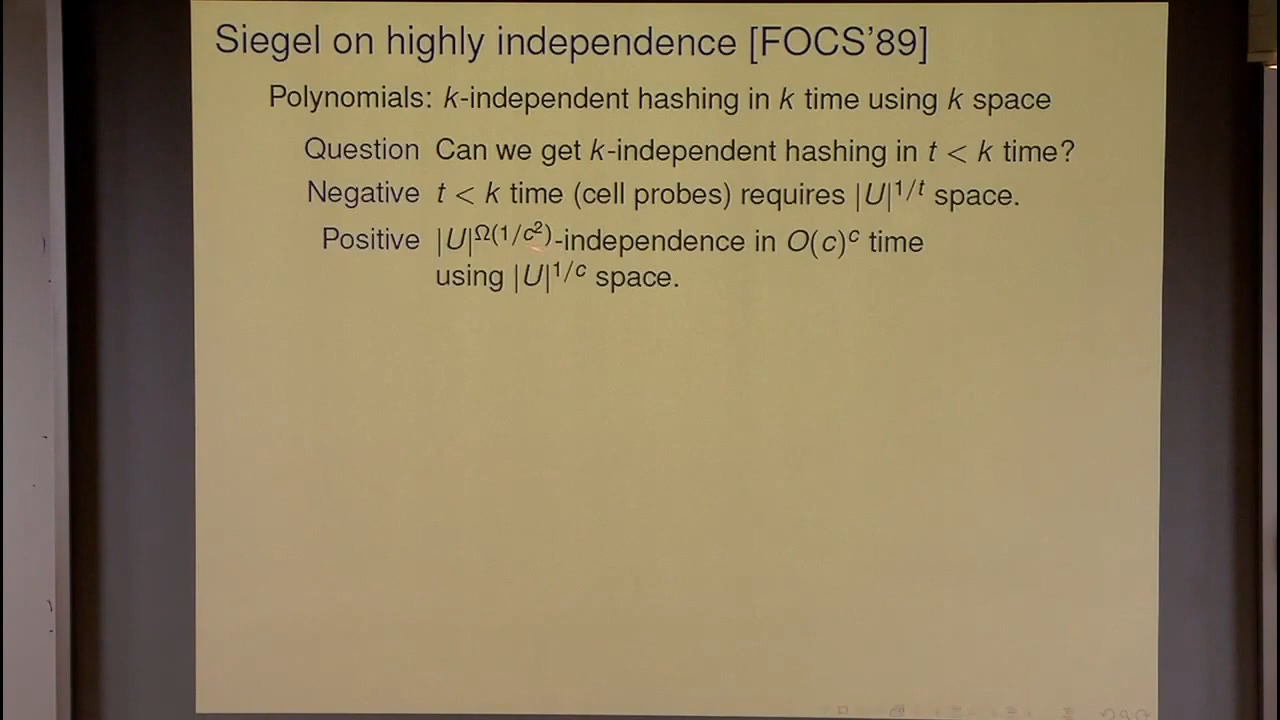 Siegel on highly independence [FOCS'89]
Polynomials: k-independent hashing in k time using k space
Question Can we get k-independent hashing in t < k time?
Negative t < k time (cell probes) requires |U|^{1/t} space.
Positive |U|^{Ω(1/c²)}-independence in O(c)^c time
using |U|^{1/c} space.